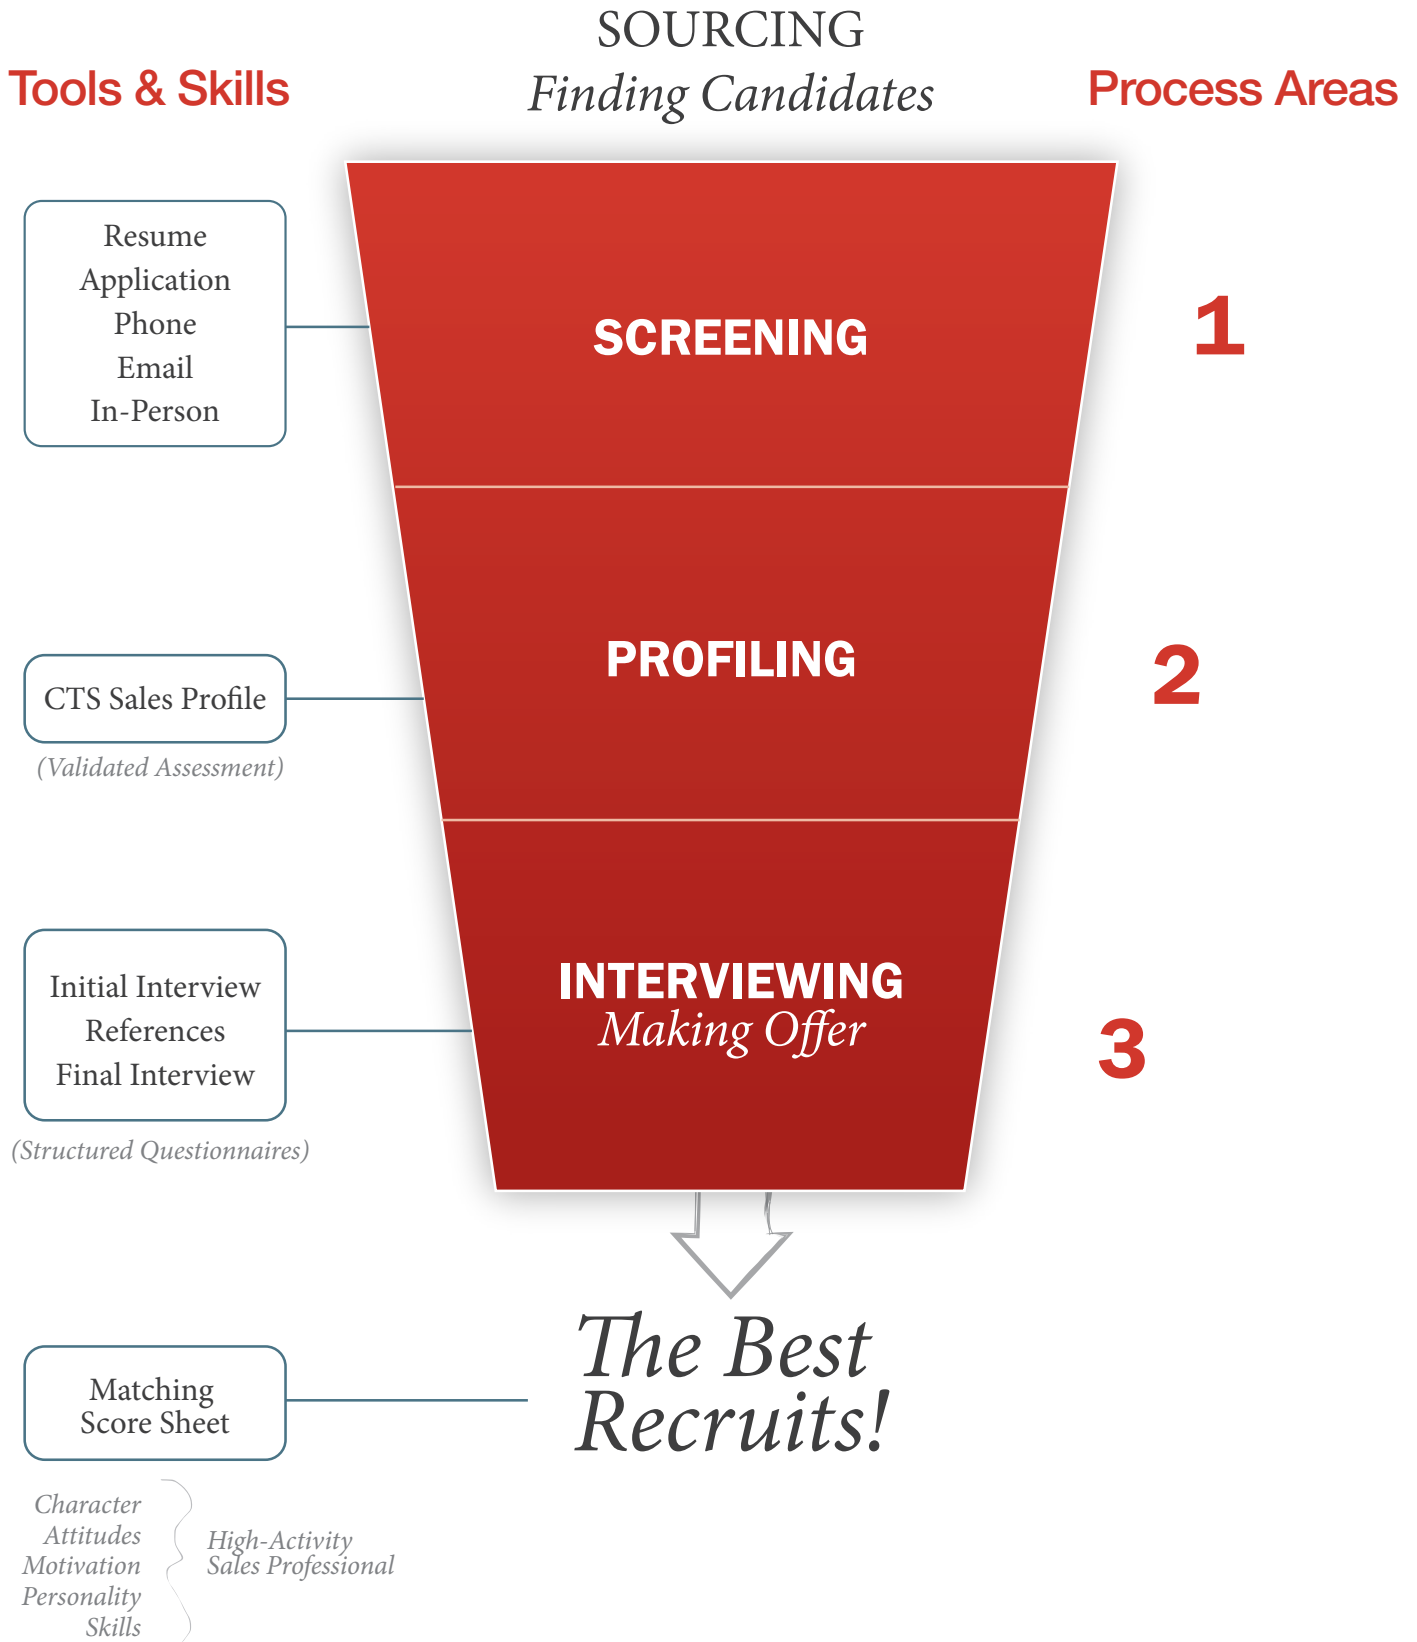 SOURCING
Finding Candidates
Tools & Skills
Process Areas
Resume
Application
Phone
Email
In-Person
SCREENING
1
PROFILING
2
CTS Sales Profile
(Validated Assessment)
Initial Interview
References
Final Interview
(Structured Questionnaires)
INTERVIEWING
Making Offer
3
The Best
Recruits!
Matching
Score Sheet
Character
Attitudes
Motivation
Personality
Skills
High-Activity
Sales Professional